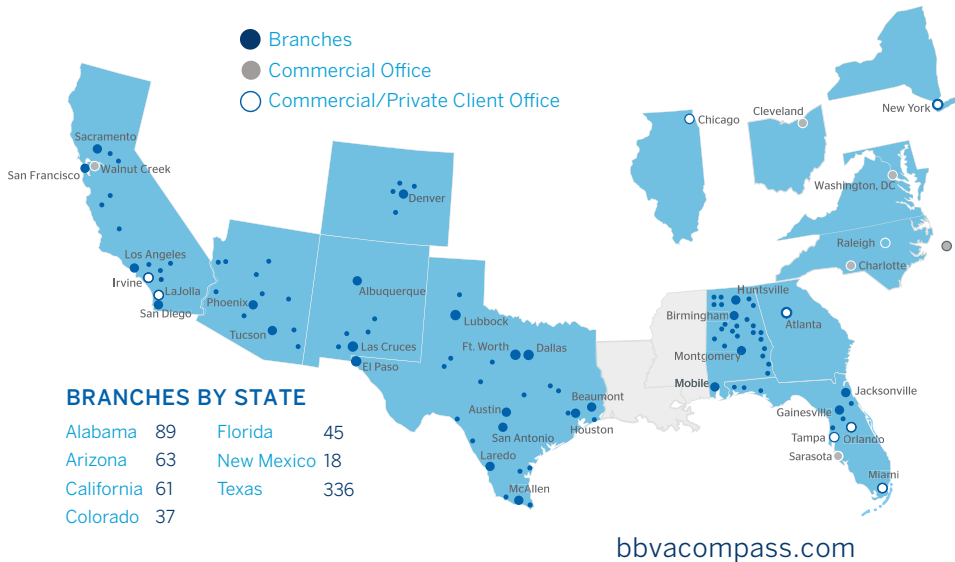 Branches
Commercial Office
Commercial/Private Client Office
Sacramento
Walnut Creek
San Francisco
Los Angeles
Irvine
LaJolla
San Diego
Denver
Phoenix
Tucson
Albuquerque
Las Cruces
El Paso
Lubbock
Ft. Worth
Dallas
Austin
San Antonio
Beaumont
Houston
Laredo
McAllen
Chicago
Cleveland
New York
Washington, DC
Raleigh
Charlotte
Huntsville
Birmingham
Montgomery
Mobile
Atlanta
Jacksonville
Gainesville
Tampa
Orlando
Sarasota
Miami
BRANCHES BY STATE
Alabama 89 Florida 45
Arizona 63 New Mexico 18
California 61 Texas 336
Colorado 37
bbvacompass.com